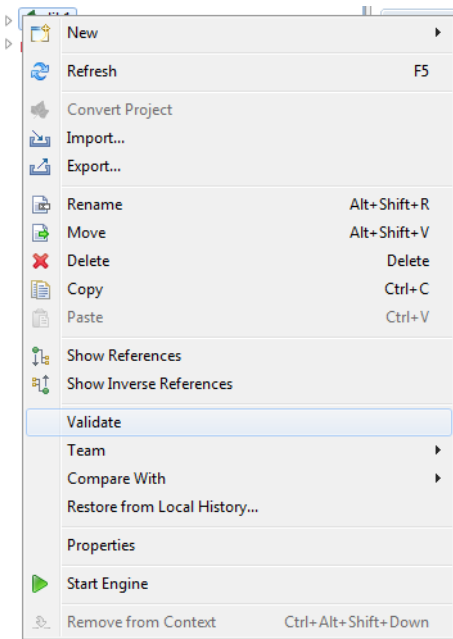 New
Refresh F5
Convert Project
Import...
Export...
Rename Alt+Shift+R
Move Alt+Shift+V
Delete Delete
Copy Ctrl+C
Paste Ctrl+V
Show References
Show Inverse References
Validate
Team
Compare With
Restore from Local History...
Properties
Start Engine
Remove from Context Ctrl+Alt+Shift+Down